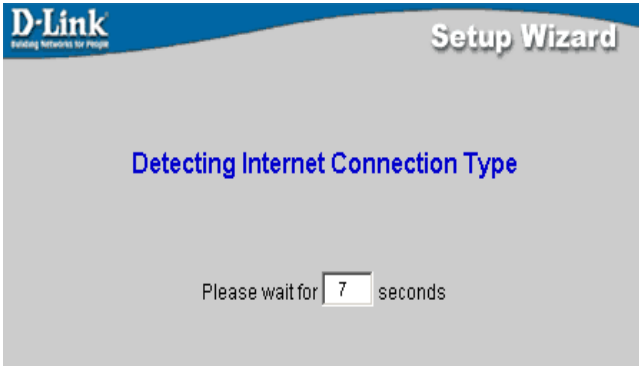 D-Link
Building Networks for People
Setup Wizard
Detecting Internet Connection Type
Please wait for 7 seconds